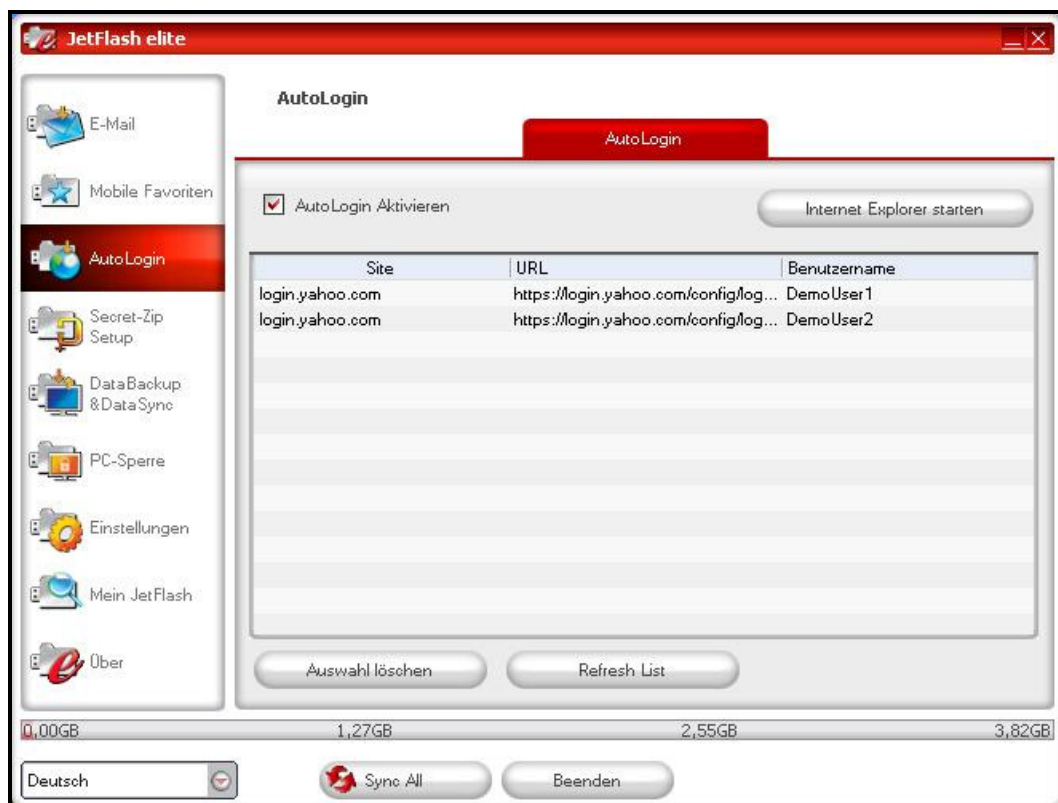 JetFlash elite
E-Mail
Mobile Favoriten
AutoLogin
Secret-Zip
Setup
DataBackup
&DataSync
PC-Sperre
Einstellungen
Mein JetFlash
Über
AutoLogin
AutoLogin
AutoLogin Aktivieren
Internet Explorer starten
Site URL Benutzername
login.yahoo.com https://login.yahoo.com/config/log... DemoUser1
login.yahoo.com https://login.yahoo.com/config/log... DemoUser2
Auswahl löschen Refresh List
0,00GB 1,27GB 2,55GB 3,82GB
Deutsch Sync All Beenden